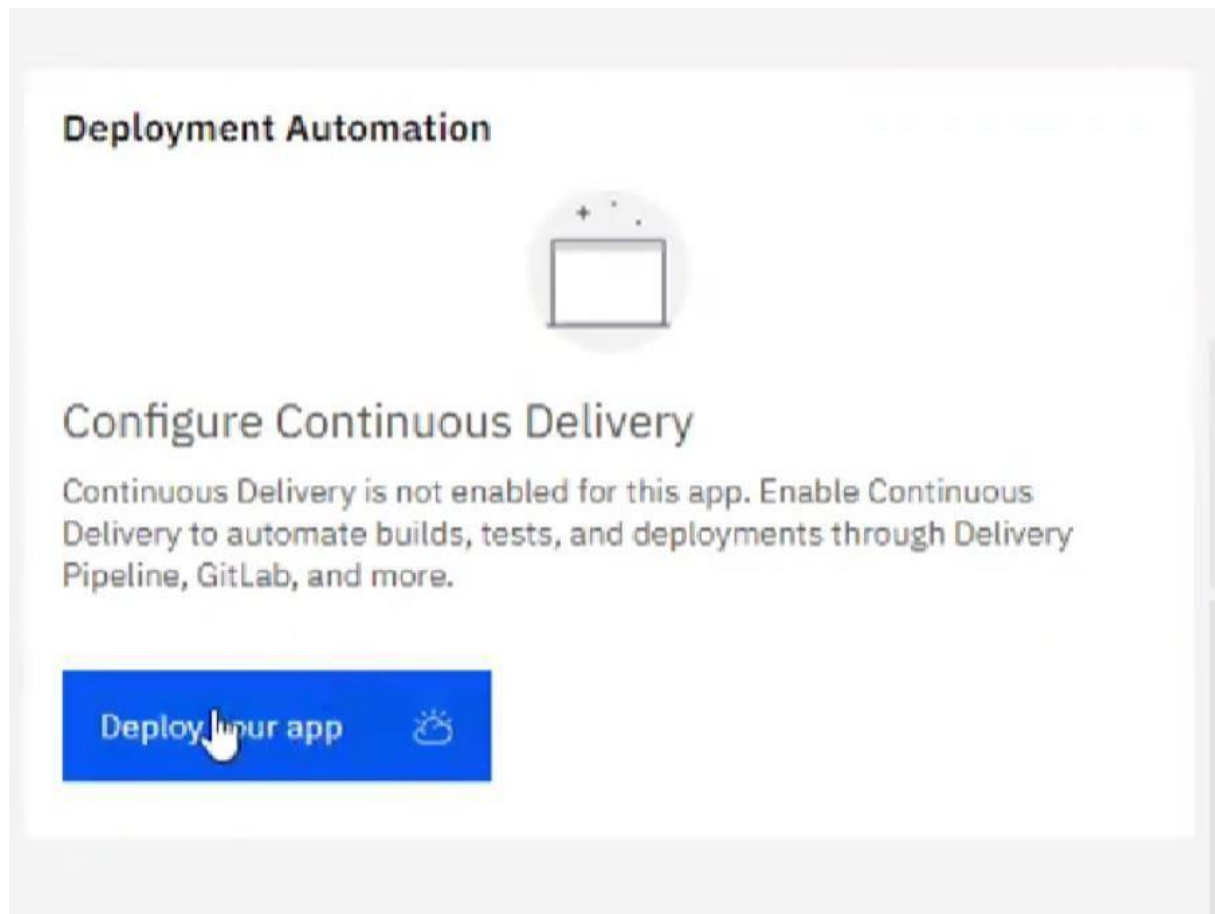 Deployment Automation
Configure Continuous Delivery
Continuous Delivery is not enabled for this app. Enable Continuous
Delivery to automate builds, tests, and deployments through Delivery
Pipeline, GitLab, and more.
Deploy your app